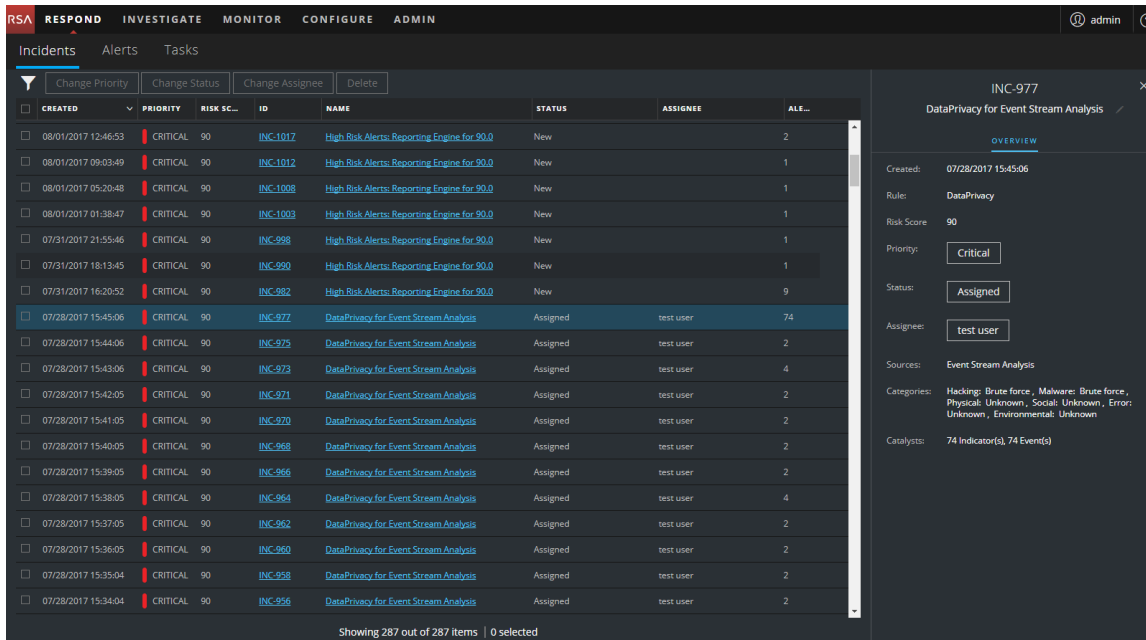 RSA RESPOND INVESTIGATE MONITOR CONFIGURE ADMIN admin
Incidents Alerts Tasks
Change Priority Change Status Change Assignee Delete
CREATED PRIORITY RISK SC... ID NAME STATUS ASSIGNEE ALE...
08/01/2017 12:46:53 CRITICAL 90 INC-1017 High Risk Alerts: Reporting Engine for 90.0 New 2
08/01/2017 09:03:49 CRITICAL 90 INC-1012 High Risk Alerts: Reporting Engine for 90.0 New 1
08/01/2017 05:20:48 CRITICAL 90 INC-1008 High Risk Alerts: Reporting Engine for 90.0 New 1
08/01/2017 01:38:47 CRITICAL 90 INC-1003 High Risk Alerts: Reporting Engine for 90.0 New 1
07/31/2017 21:55:46 CRITICAL 90 INC-998 High Risk Alerts: Reporting Engine for 90.0 New 1
07/31/2017 18:13:45 CRITICAL 90 INC-990 High Risk Alerts: Reporting Engine for 90.0 New 1
07/31/2017 16:20:52 CRITICAL 90 INC-982 High Risk Alerts: Reporting Engine for 90.0 New 9
07/28/2017 15:45:06 CRITICAL 90 INC-977 DataPrivacy for Event Stream Analysis Assigned test user 74
07/28/2017 15:44:06 CRITICAL 90 INC-975 DataPrivacy for Event Stream Analysis Assigned test user 2
07/28/2017 15:43:06 CRITICAL 90 INC-973 DataPrivacy for Event Stream Analysis Assigned test user 4
07/28/2017 15:42:05 CRITICAL 90 INC-971 DataPrivacy for Event Stream Analysis Assigned test user 2
07/28/2017 15:41:05 CRITICAL 90 INC-970 DataPrivacy for Event Stream Analysis Assigned test user 2
07/28/2017 15:40:05 CRITICAL 90 INC-968 DataPrivacy for Event Stream Analysis Assigned test user 2
07/28/2017 15:39:05 CRITICAL 90 INC-966 DataPrivacy for Event Stream Analysis Assigned test user 2
07/28/2017 15:38:05 CRITICAL 90 INC-964 DataPrivacy for Event Stream Analysis Assigned test user 4
07/28/2017 15:37:05 CRITICAL 90 INC-962 DataPrivacy for Event Stream Analysis Assigned test user 2
07/28/2017 15:36:05 CRITICAL 90 INC-960 DataPrivacy for Event Stream Analysis Assigned test user 2
07/28/2017 15:35:04 CRITICAL 90 INC-958 DataPrivacy for Event Stream Analysis Assigned test user 2
07/28/2017 15:34:04 CRITICAL 90 INC-956 DataPrivacy for Event Stream Analysis Assigned test user 2
Showing 287 out of 287 items | 0 selected
INC-977
DataPrivacy for Event Stream Analysis
OVERVIEW
Created: 07/28/2017 15:45:06
Rule: DataPrivacy
Risk Score 90
Priority: Critical
Status: Assigned
Assignee: test user
Sources: Event Stream Analysis
Categories: Hacking: Brute force , Malware: Brute force ,
Physical: Unknown , Social: Unknown , Error:
Unknown , Environmental: Unknown
Catalysts: 74 Indicator(s), 74 Event(s)